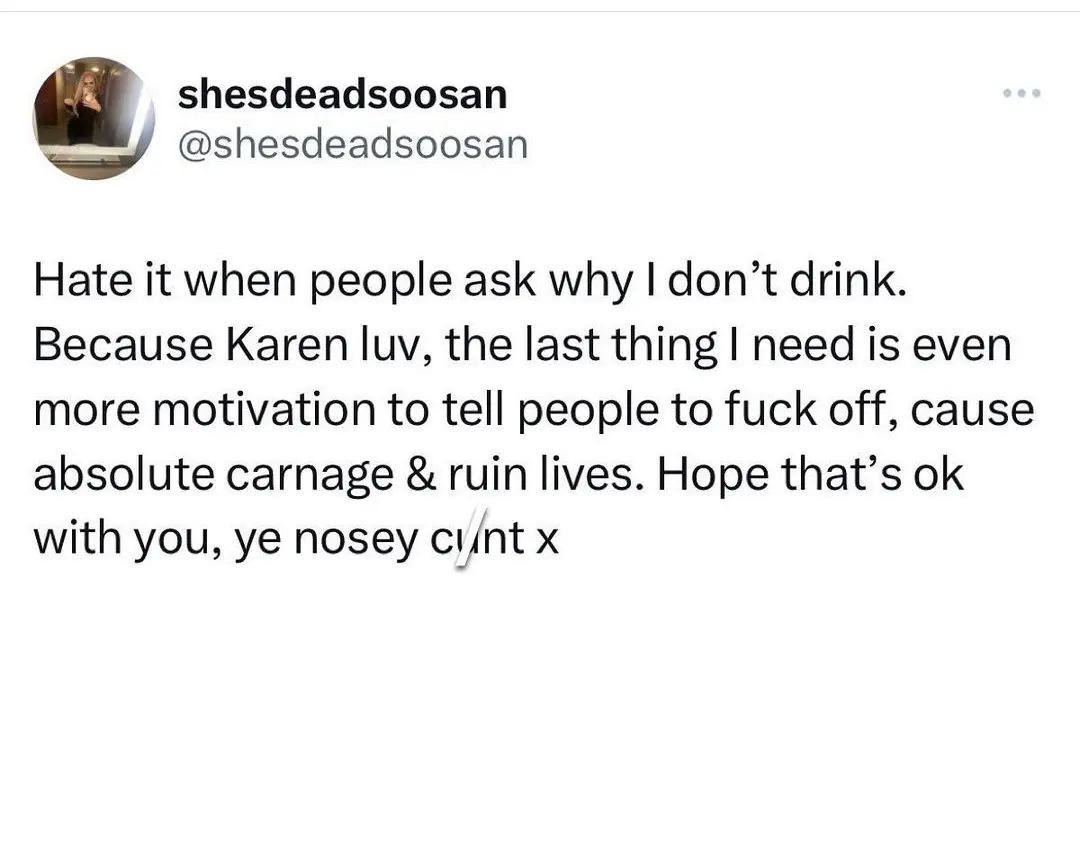 shesdeadsoosan
@shesdeadsoosan
Hate it when people ask why I don’t drink.
Because Karen luv, the last thing I need is even
more motivation to tell people to fuck off, cause
absolute carnage & ruin lives. Hope that’s ok
with you, ye nosey cunt x